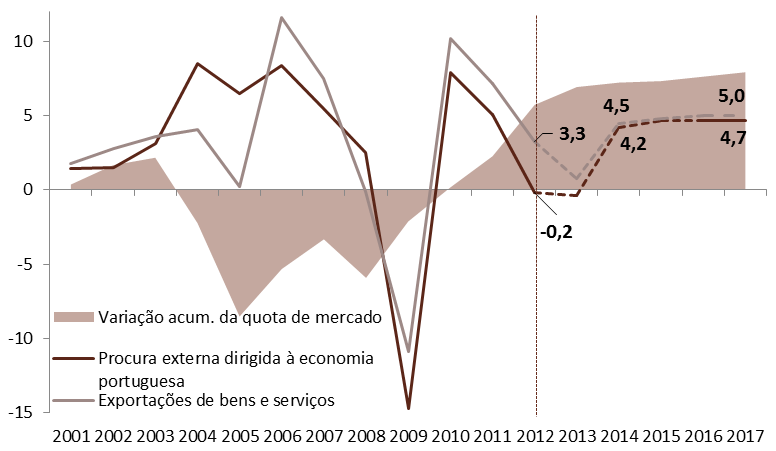 10
5
0
-5
-10
-15
3,3
-0,2
4,5
4,2
5,0
4,7
Variação acum. da quota de mercado
Procura externa dirigida à economia
portuguesa
Exportações de bens e serviços
2001 2002 2003 2004 2005 2006 2007 2008 2009 2010 2011 2012 2013 2014 2015 2016 2017